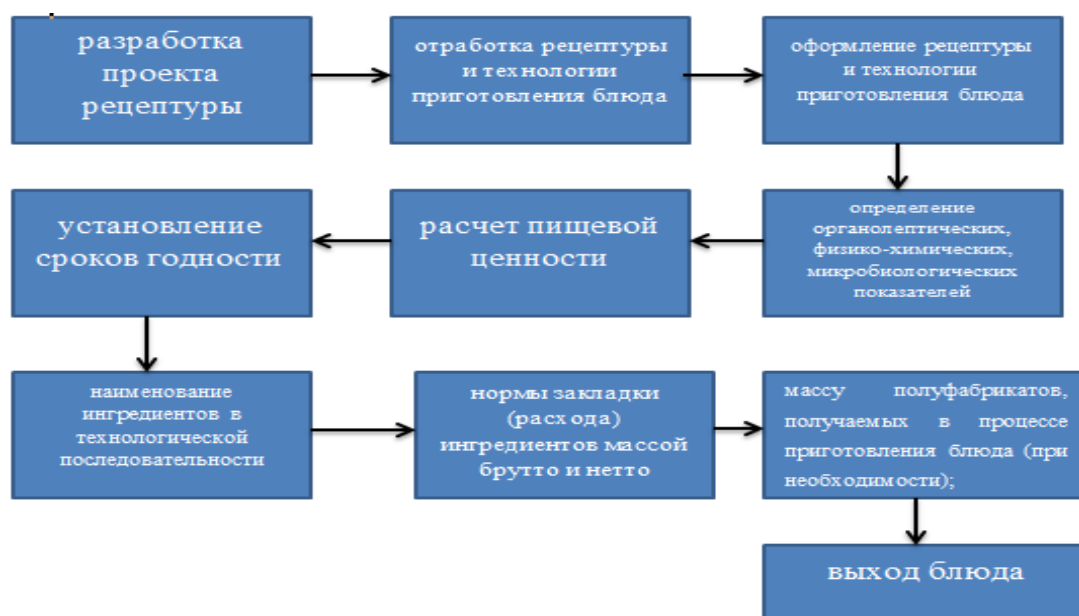 разработка
проекта
рецептуры
отработка рецептуры
и технологии
приготовления блюда
оформление рецептуры
и технологии
приготовления блюда
определение
органолептических,
физико-химических,
микробиологических
показателей
расчет пищевой
ценности
установление
сроков годности
наименование
ингредиентов в
технологической
последовательности
нормы закладки
(расхода)
ингредиентов массой
брутто и нетто
массу полуфабрикатов,
получаемых в процессе
приготовления блюда (при
необходимости);
выход блюда